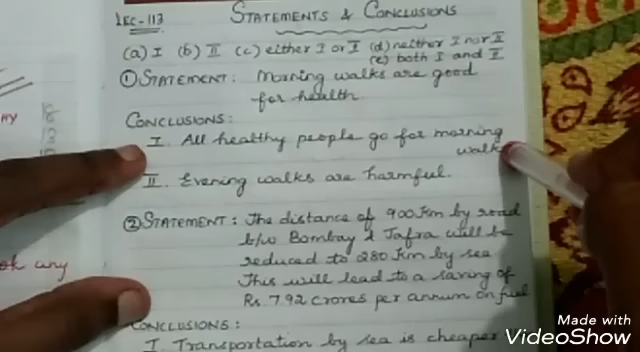 LEC-113
STATEMENTS & CONCLUSIONS
(a) I (b) II (c) either I or I (d) neither I nor II
(e) both I and II
① STATEMENT: Morning walks are good
for health.
CONCLUSIONS:
I. All healthy people go for morning
walk
II. Evening walks are harmful.
② STATEMENT: The distance of 900 Km by road
b/w Bombay & Jafra will be
reduced to 280 Km by sea
This will lead to a saving of
Rs. 7.92 crores per annum on fuel
CONCLUSIONS:
I. Transportation by sea is cheaper
any
Made with
VideoShow